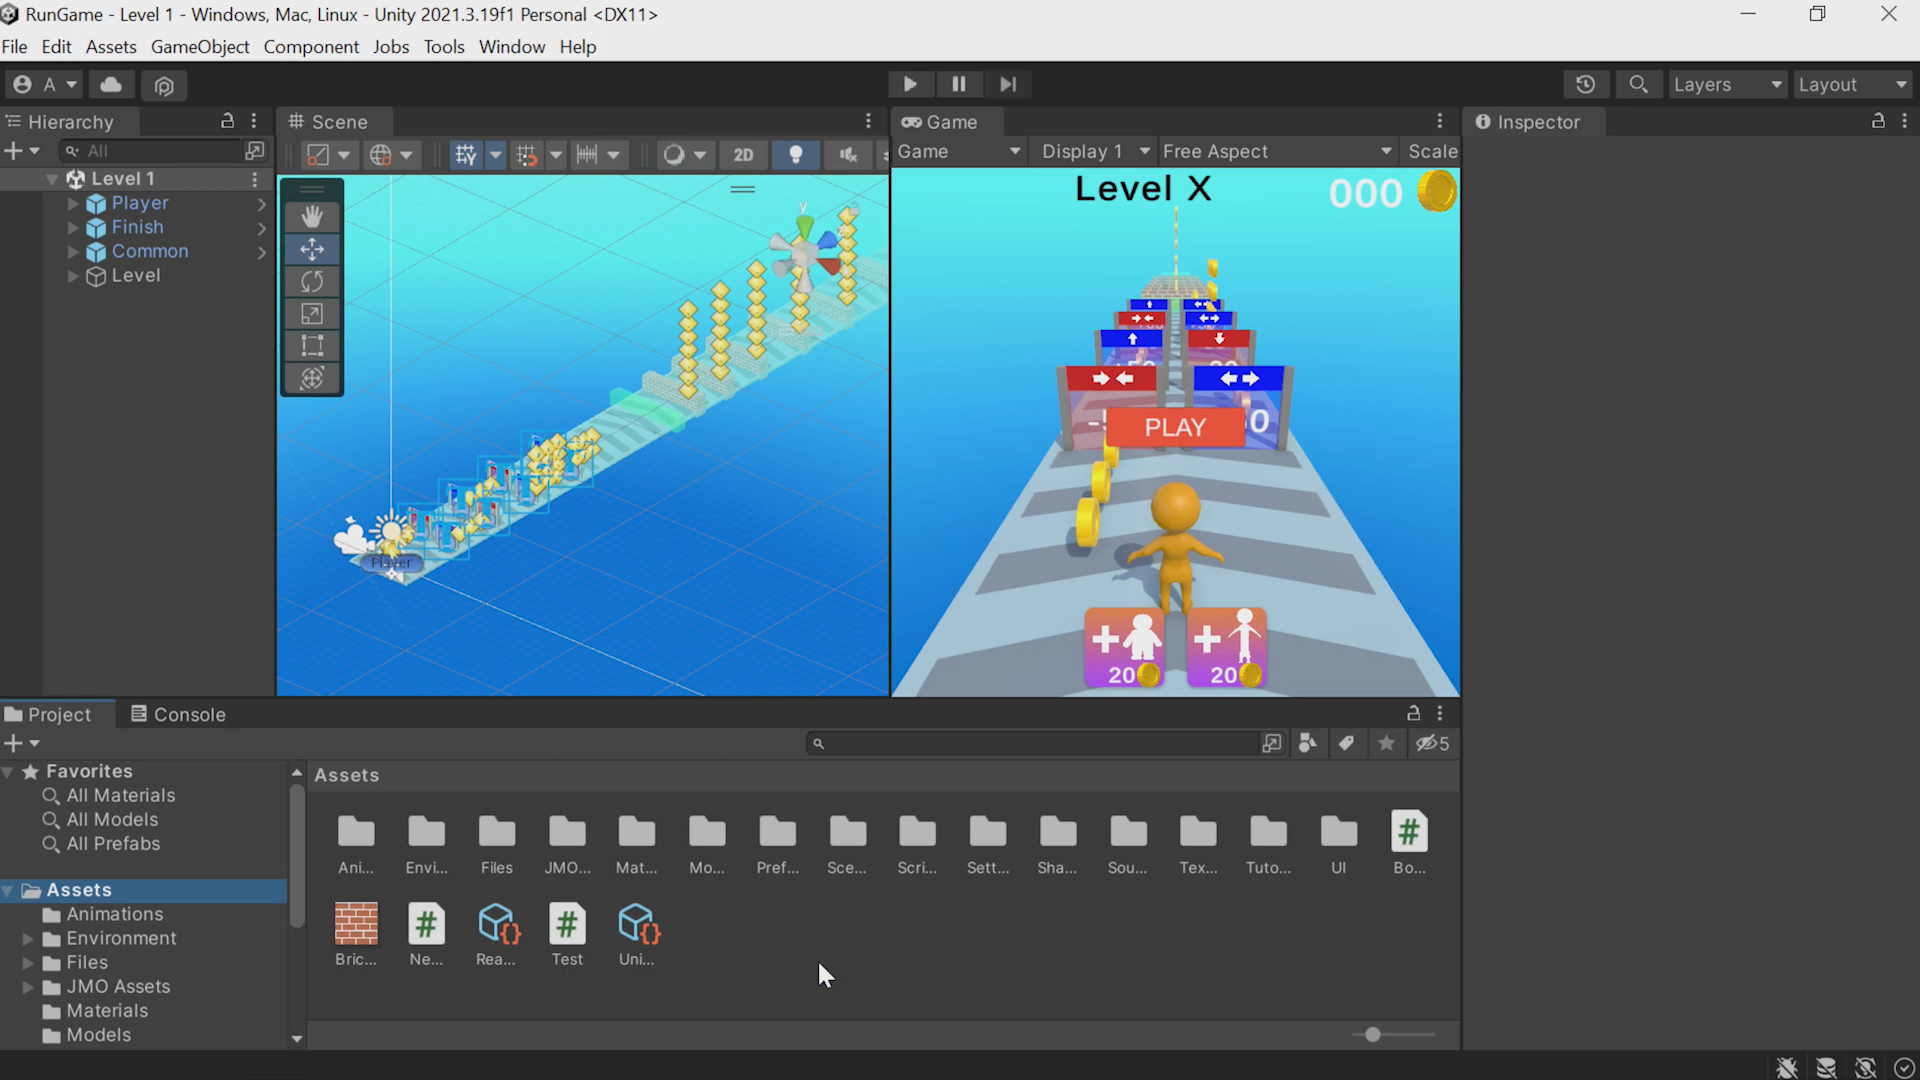 RunGame - Level 1 - Windows, Mac, Linux - Unity 2021.3.19f1 Personal <DX11>
File Edit Assets GameObject Component Jobs Tools Window Help
A
Layers
Layout
Hierarchy
All
Level 1
Player
Finish
Common
Level
Scene
2D
Player
Game
Game
Display 1
Free Aspect
Scale
Level X
000
PLAY
20
20
Inspector
Project
Console
5
Favorites
All Materials
All Models
All Prefabs
Assets
Animations
Environment
Files
JMO Assets
Materials
Models
Assets
Ani...
Envi...
Files
JMO...
Mat...
Mo...
Pref...
Sce...
Scri...
Sett...
Sha...
Sou...
Tex...
Tuto...
UI
Bo...
Bric...
Ne...
Rea...
Test
Uni...